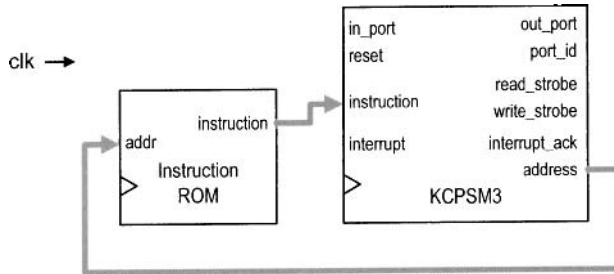 clk
instruction
addr
Instruction
ROM
in_port
reset
instruction
interrupt
out_port
port_id
read_strobe
write_strobe
interrupt_ack
address
KCPSM3